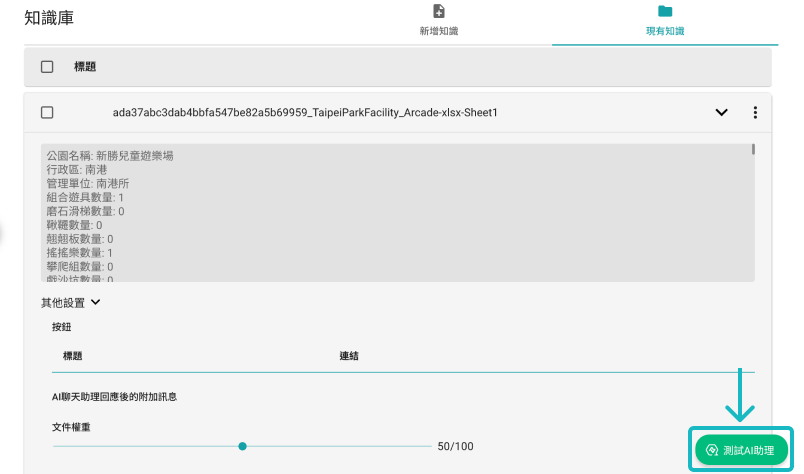 知識庫
新增知識
現有知識
標題
ada37abc3dab4bbfa547be82a5b69959_TaipeiParkFacility_Arcade-xlsx-Sheet1
公園名稱: 新勝兒童遊樂場
行政區: 南港
管理單位: 南港所
組合遊具數量: 1
磨石滑梯數量: 0
鞦韆數量: 0
翹翹板數量: 0
搖搖樂數量: 1
攀爬組數量: 0
戲沙坑數量: 0
其他設置
按鈕
標題 連結
AI聊天助理回應後的附加訊息
文件權重
50/100
測試AI助理